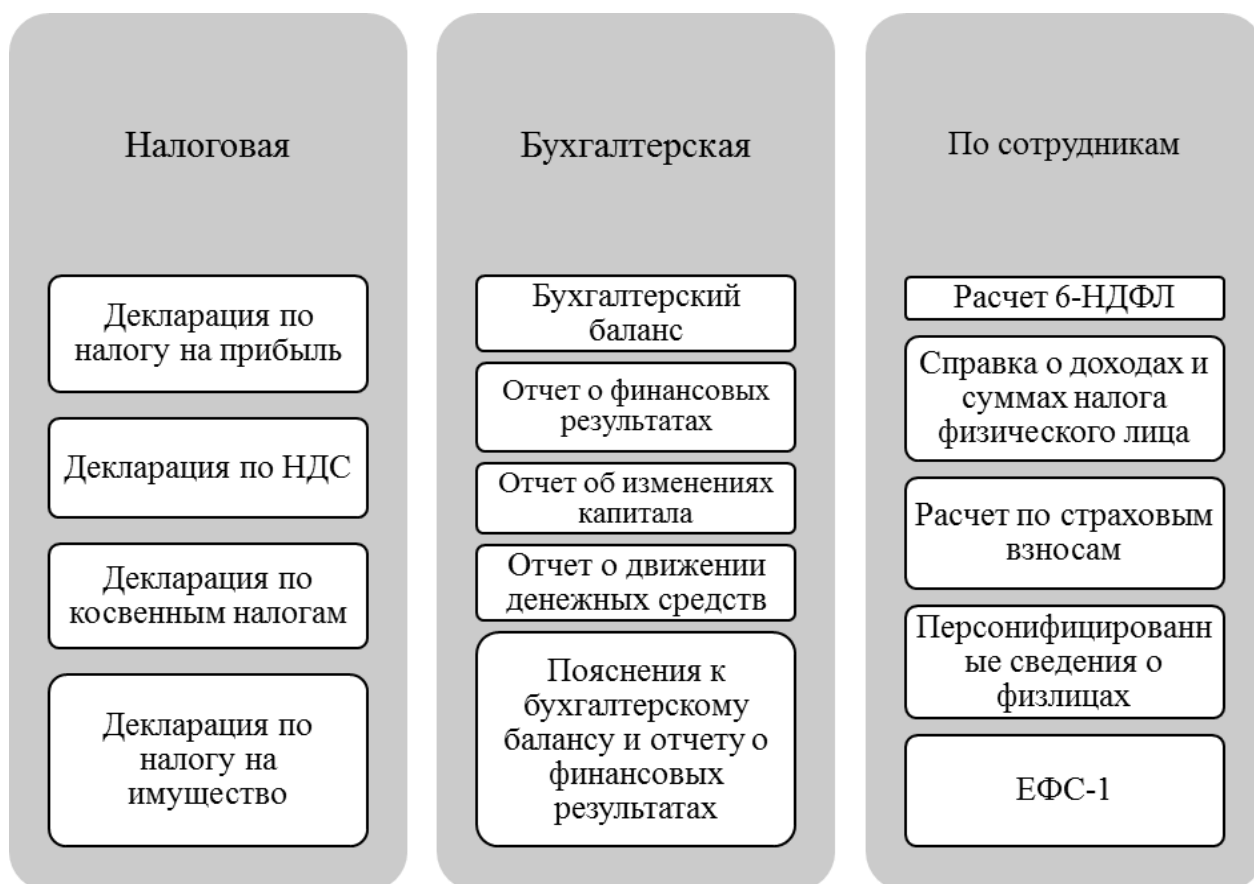 Налоговая
Декларация по
налогу на прибыль
Декларация по НДС
Декларация по
косвенным налогам
Декларация по
налогу на
имущество
Бухгалтерская
Бухгалтерский
баланс
Отчет о финансовых
результатах
Отчет об изменениях
капитала
Отчет о движении
денежных средств
Пояснения к
бухгалтерскому
балансу и отчету о
финансовых
результатах
По сотрудникам
Расчет 6-НДФЛ
Справка о доходах и
суммах налога
физического лица
Расчет по страховым
взносам
Персонифицированн
ые сведения о
физлицах
ЕФС-1